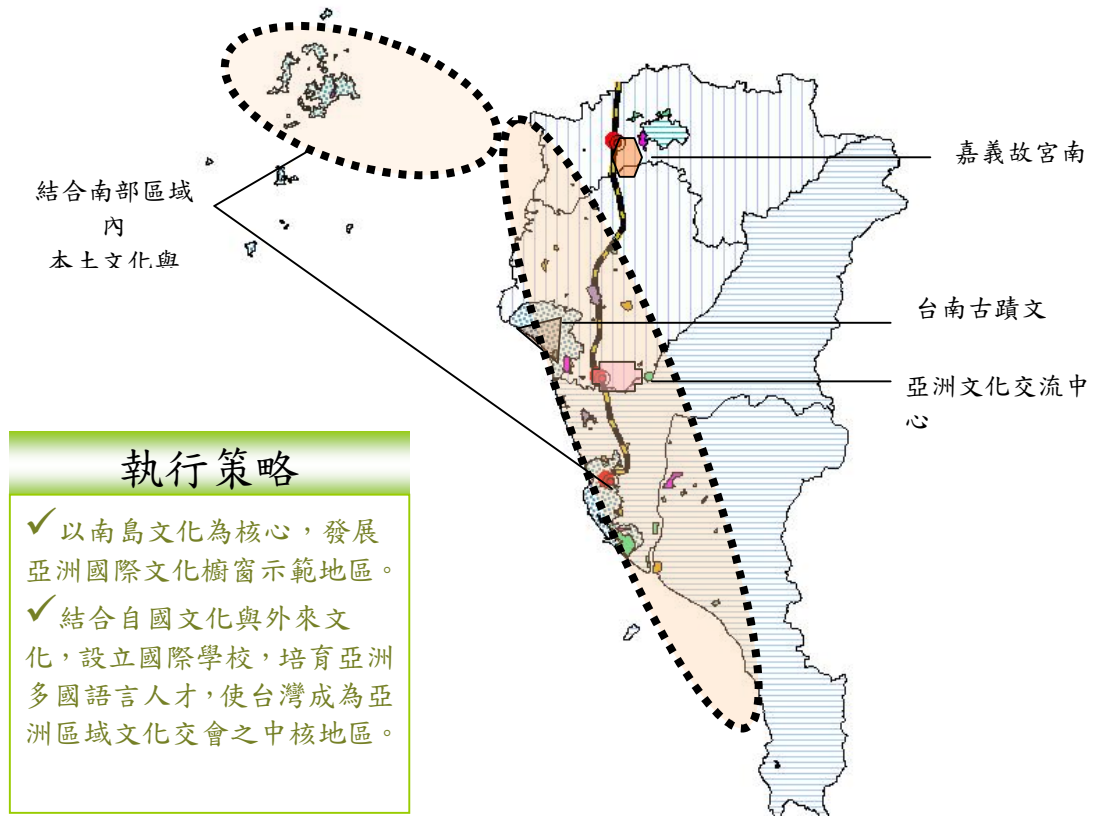 嘉義故宮南
結合南部區域
內
本土文化與
台南古蹟文
亞洲文化交流中
心
執行策略
✓以南島文化為核心，發展
亞洲國際文化櫥窗示範地區。
✓結合自國文化與外來文
化，設立國際學校，培育亞洲
多國語言人才，使台灣成為亞
洲區域文化交會之中核地區。